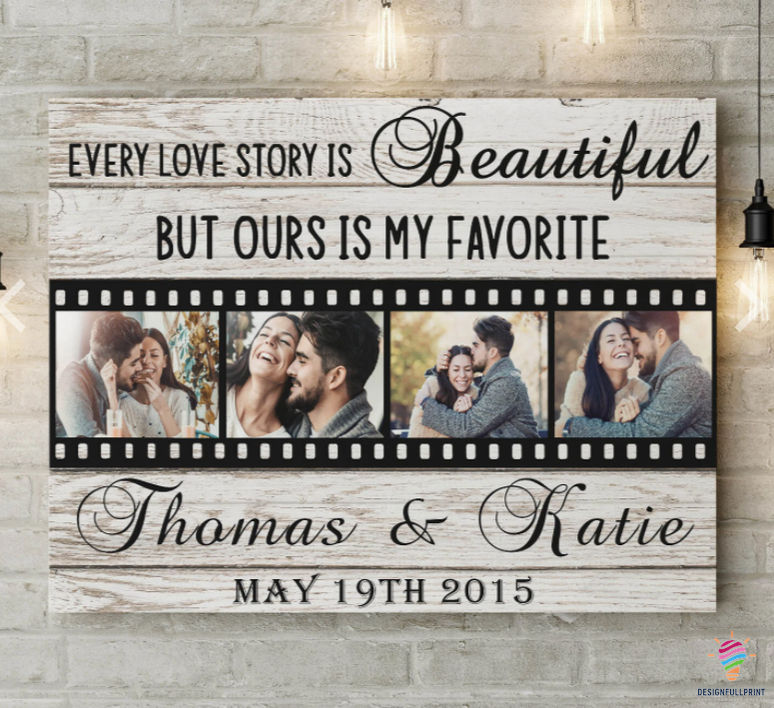 EVERY LOVE STORY IS Beautiful
BUT OURS IS MY FAVORITE
Thomas & Katie
MAY 19TH 2015
DESIGNFULLPRINT